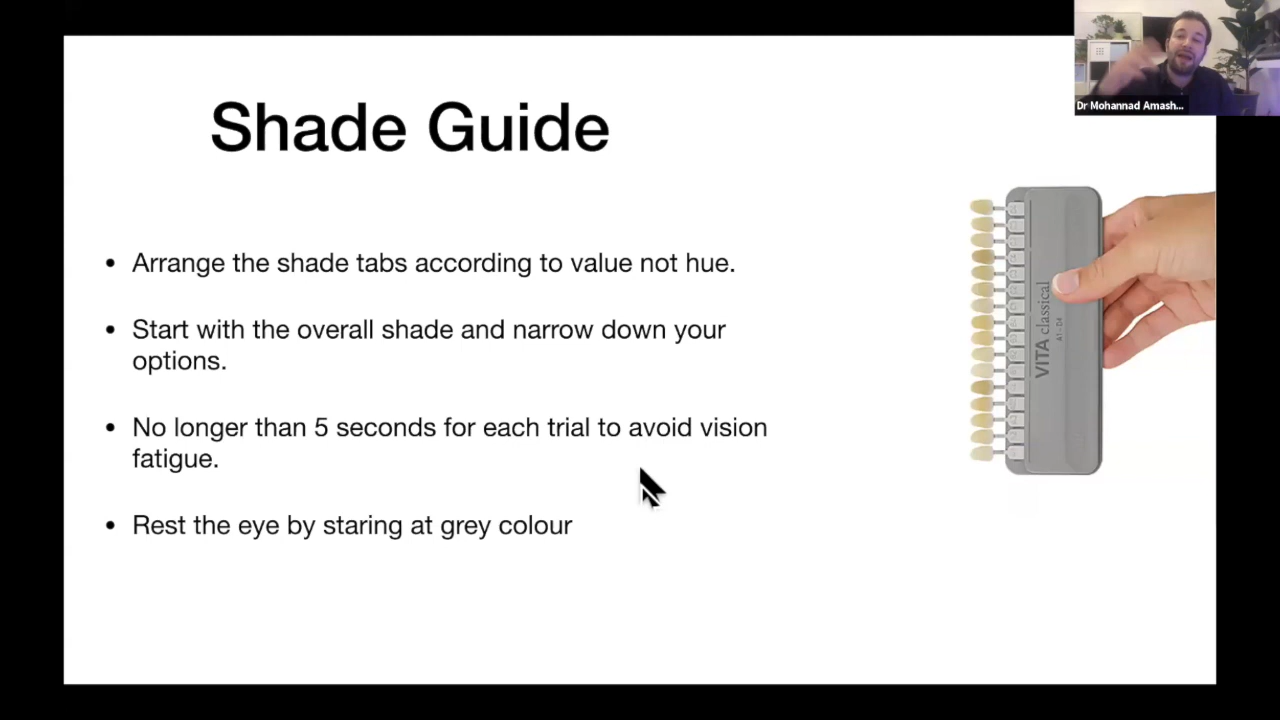 Dr Mohannad Amash...
Shade Guide
• Arrange the shade tabs according to value not hue.
• Start with the overall shade and narrow down your
options.
• No longer than 5 seconds for each trial to avoid vision
fatigue.
• Rest the eye by staring at grey colour
VITA classical
A1 - D4